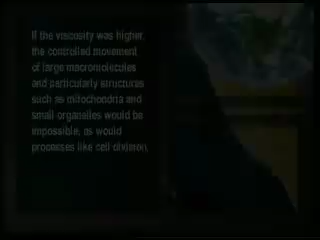 If the viscosity was higher,
the controlled movement
of large macromolecules
and particularly structures
such as mitochondria and
small organelles would be
impossible, as would
processes like cell division.